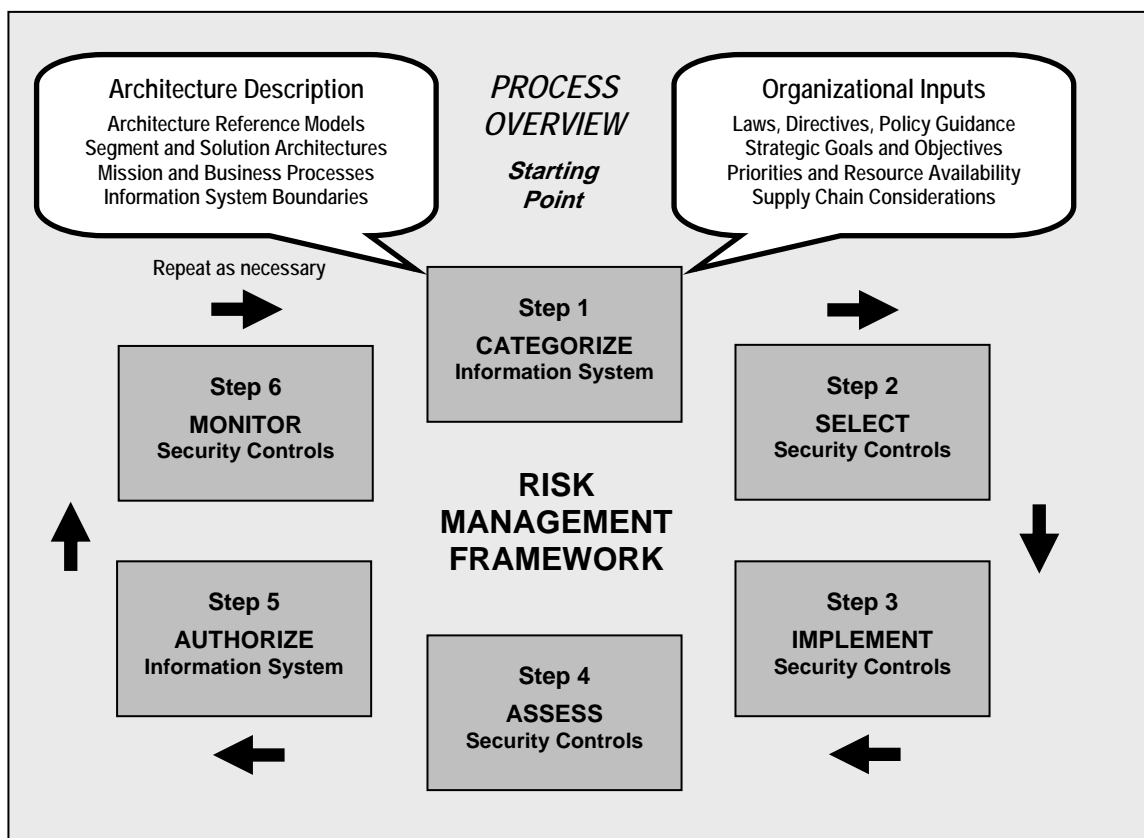 Architecture Description
Architecture Reference Models
Segment and Solution Architectures
Mission and Business Processes
Information System Boundaries
PROCESS
OVERVIEW
Starting
Point
Organizational Inputs
Laws, Directives, Policy Guidance
Strategic Goals and Objectives
Priorities and Resource Availability
Supply Chain Considerations
Repeat as necessary
Step 1
CATEGORIZE
Information System
Step 2
SELECT
Security Controls
Step 3
IMPLEMENT
Security Controls
Step 4
ASSESS
Security Controls
Step 5
AUTHORIZE
Information System
Step 6
MONITOR
Security Controls
RISK
MANAGEMENT
FRAMEWORK